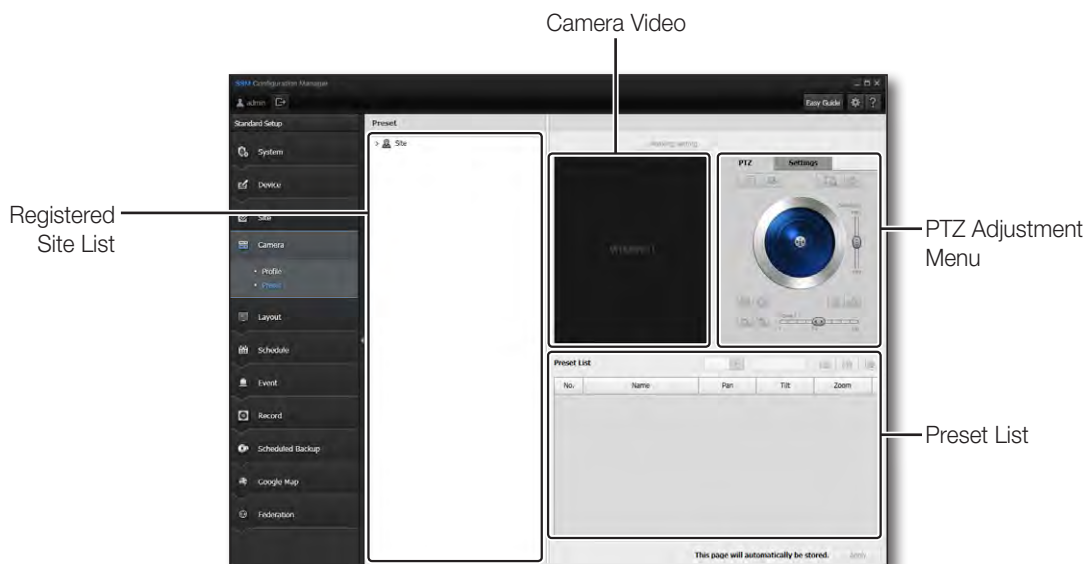 Camera Video
SSM Configuration Manager
admin
Easy Guide
?
Standard Setup
Preset
System
Site
PTZ
Settings
Device
Registered
Site List
Site
Camera
PTZ Adjustment
Menu
Profile
Preset
Layout
Schedule
Preset List
No.
Name
Pan
Tilt
Zoom
Event
Record
Preset List
Scheduled Backup
Google Map
Federation
This page will automatically be stored.
Apply